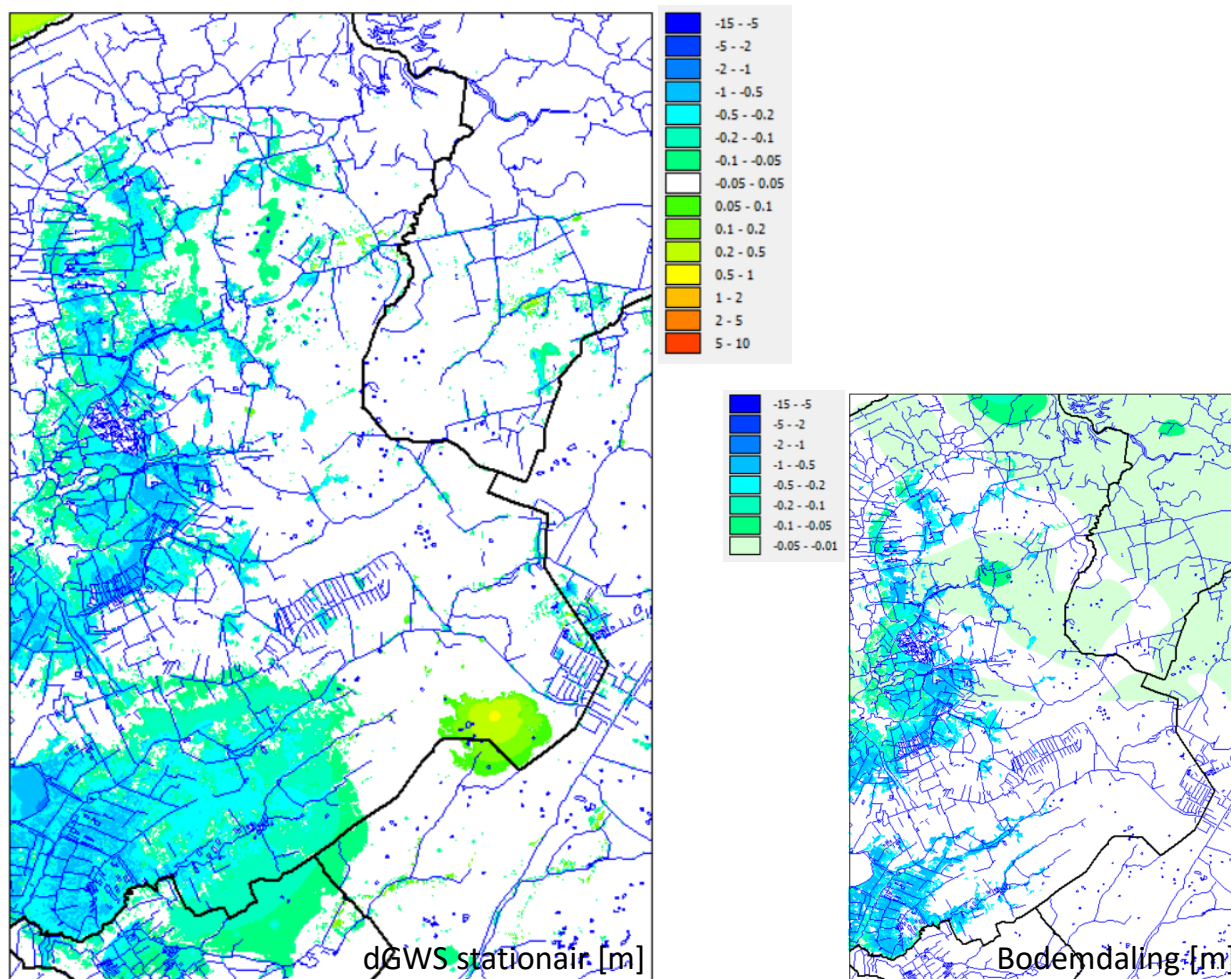 -15 - -5
-5 - -2
-2 - -1
-1 - -0.5
-0.5 - -0.2
-0.2 - -0.1
-0.1 - -0.05
-0.05 - 0.05
0.05 - 0.1
0.1 - 0.2
0.2 - 0.5
0.5 - 1
1 - 2
2 - 5
5 - 10
-15 - -5
-5 - -2
-2 - -1
-1 - -0.5
-0.5 - -0.2
-0.2 - -0.1
-0.1 - -0.05
-0.05 - -0.01
dGWS stationair [m]
Bodemdaling [m]